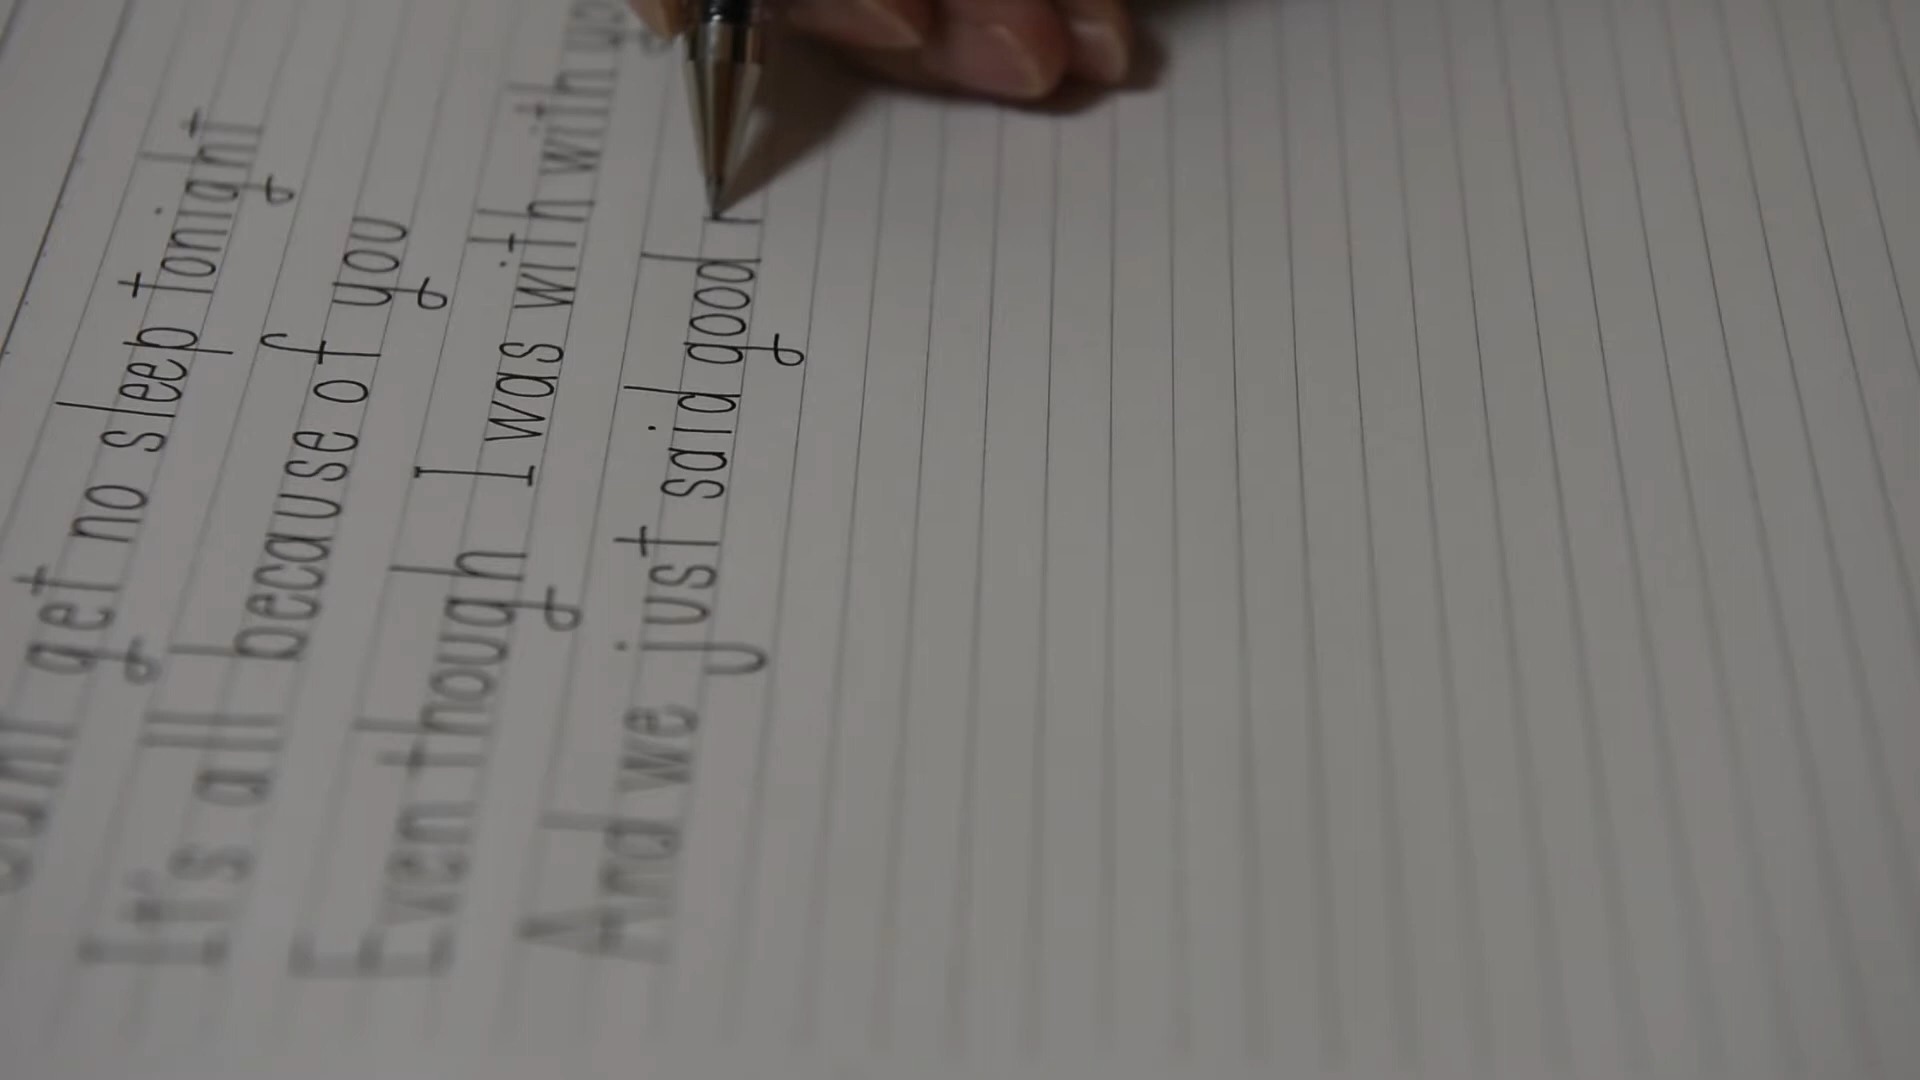 get no sleep tonight
It's all because of you
Even though I was with with you
And we just said good n